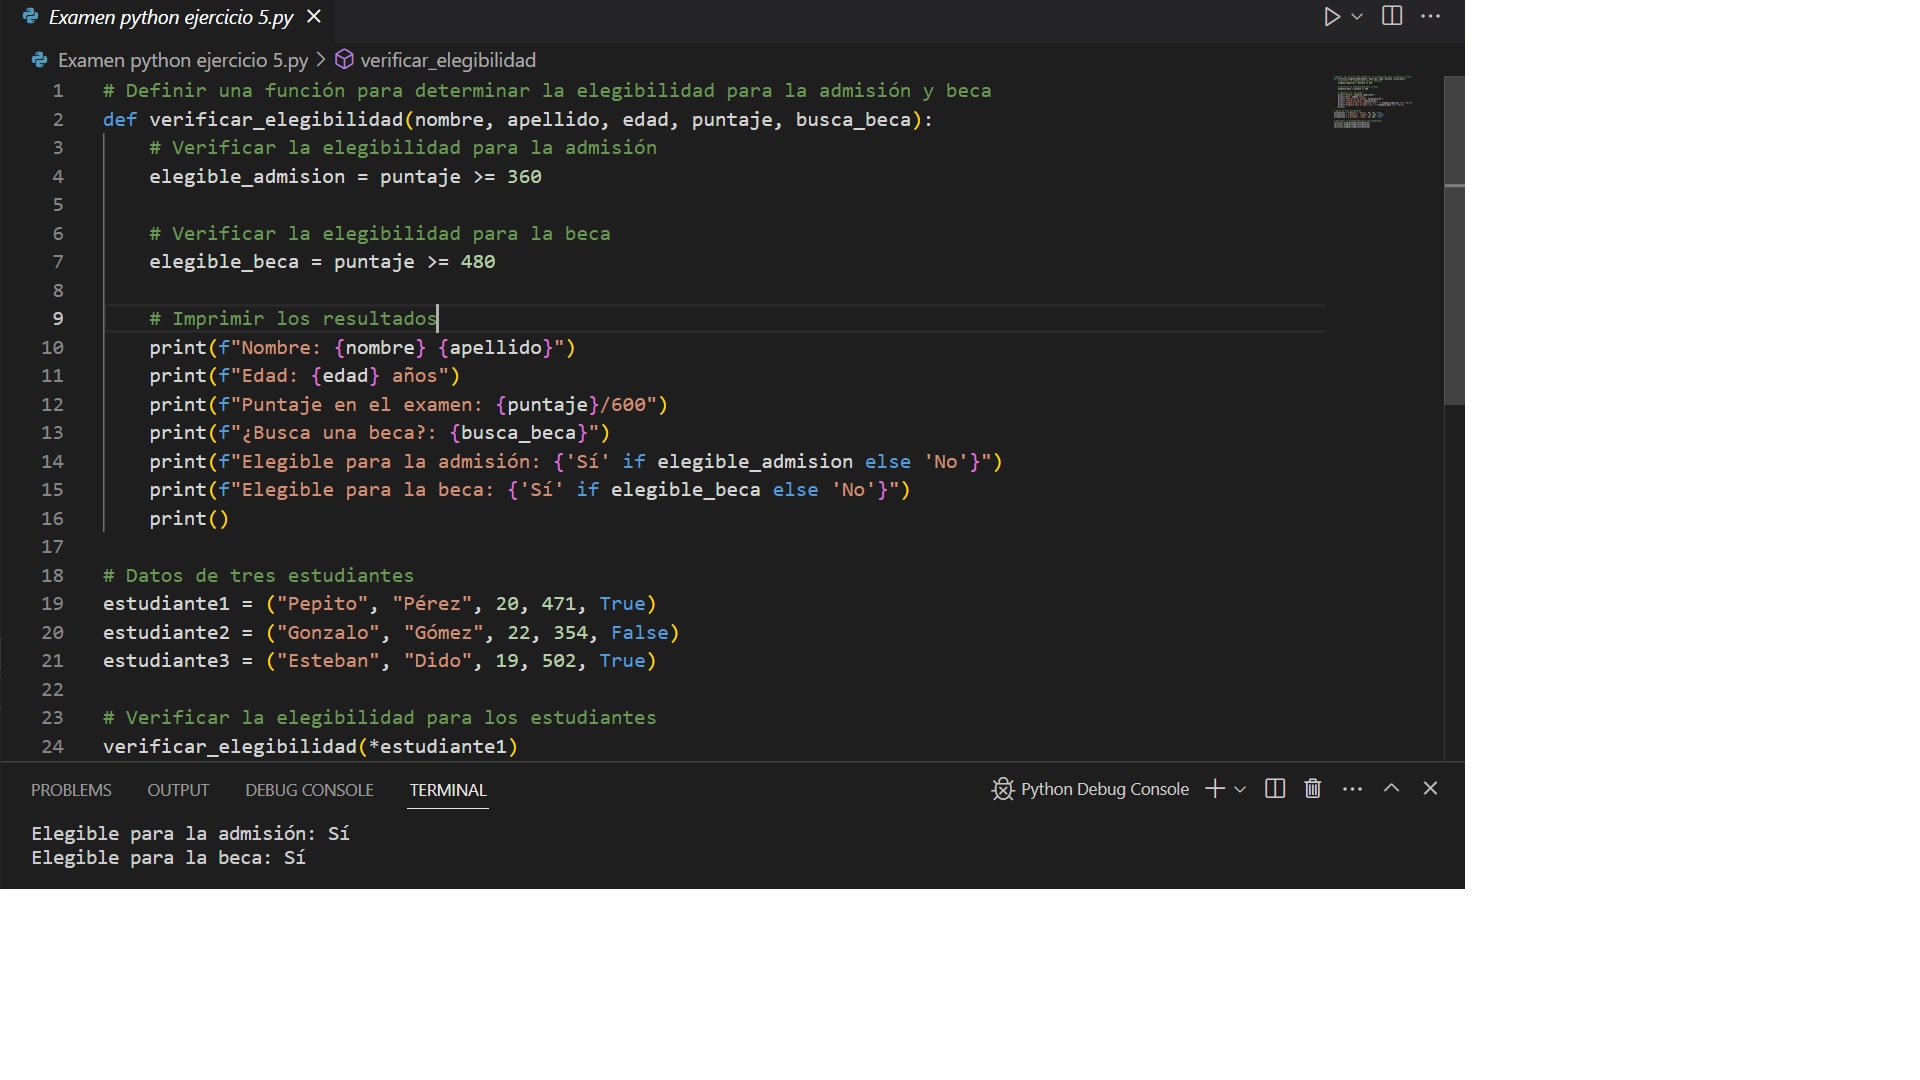 Examen python ejercicio 5.py
Examen python ejercicio 5.py > verificar_elegibilidad
1 # Definir una función para determinar la elegibilidad para la admisión y beca
2 def verificar_elegibilidad(nombre, apellido, edad, puntaje, busca_beca):
3     # Verificar la elegibilidad para la admisión
4     elegible_admision = puntaje >= 360
5
6     # Verificar la elegibilidad para la beca
7     elegible_beca = puntaje >= 480
8
9     # Imprimir los resultados
10     print(f"Nombre: {nombre} {apellido}")
11     print(f"Edad: {edad} años")
12     print(f"Puntaje en el examen: {puntaje}/600")
13     print(f"¿Busca una beca?: {busca_beca}")
14     print(f"Elegible para la admisión: {'Sí' if elegible_admision else 'No'}")
15     print(f"Elegible para la beca: {'Sí' if elegible_beca else 'No'}")
16     print()
17
18 # Datos de tres estudiantes
19 estudiante1 = ("Pepito", "Pérez", 20, 471, True)
20 estudiante2 = ("Gonzalo", "Gómez", 22, 354, False)
21 estudiante3 = ("Esteban", "Dido", 19, 502, True)
22
23 # Verificar la elegibilidad para los estudiantes
24 verificar_elegibilidad(*estudiante1)
PROBLEMS OUTPUT DEBUG CONSOLE TERMINAL Python Debug Console
Elegible para la admisión: Sí
Elegible para la beca: Sí